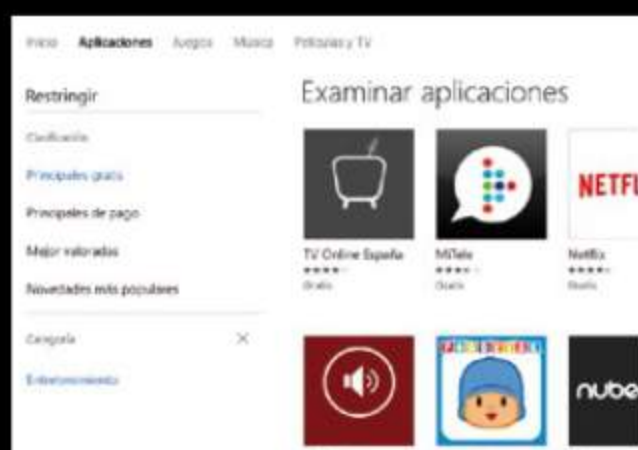 Inicio Aplicaciones Juegos Música Películas y TV
Restringir
Examinar aplicaciones
Clasificación
Principales gratis
Principales de pago
Mejor valoradas
Novedades más populares
Categoría
Entretenimiento
NETFL
TV Online España
MiTele
Netflix
Gratis
Gratis
Gratis
nube